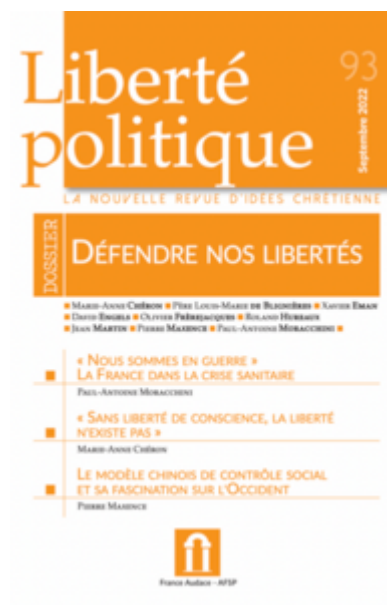 Liberté
politique
93
Septembre 2022
LA NOUVELLE REVUE D'IDÉES CHRÉTIENNE
DOSSIER
DÉFENDRE NOS LIBERTÉS
■ MARIE-ANNE CHÉRON ■ PÈRE LOUIS-MARIE DE BLIGNIÈRES ■ XAVIER EMAN
■ DAVID ENGELS ■ OLIVIER FRÈREJACQUES ■ ROLAND HUREAUX
■ JEAN MARTIN ■ PIERRE MAXENCE ■ PAUL-ANTOINE MORACCHINI ■
« NOUS SOMMES EN GUERRE »
LA FRANCE DANS LA CRISE SANITAIRE
PAUL-ANTOINE MORACCHINI
« SANS LIBERTÉ DE CONSCIENCE, LA LIBERTÉ
N'EXISTE PAS »
MARIE-ANNE CHÉRON
LE MODÈLE CHINOIS DE CONTRÔLE SOCIAL
ET SA FASCINATION SUR L'OCCIDENT
PIERRE MAXENCE
France Audace - AFSP